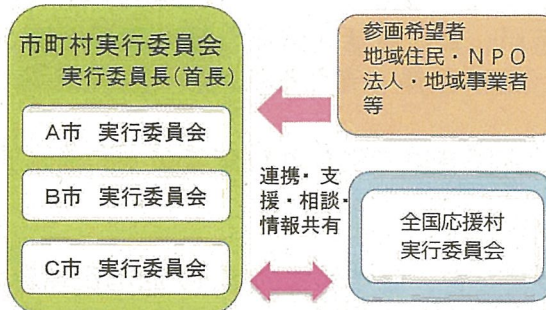 市町村実行委員会
実行委員長(首長)
A市 実行委員会
B市 実行委員会
C市 実行委員会
参画希望者
地域住民・NPO
法人・地域事業者
等
連携・支
援・相談・
情報共有
全国応援村
実行委員会